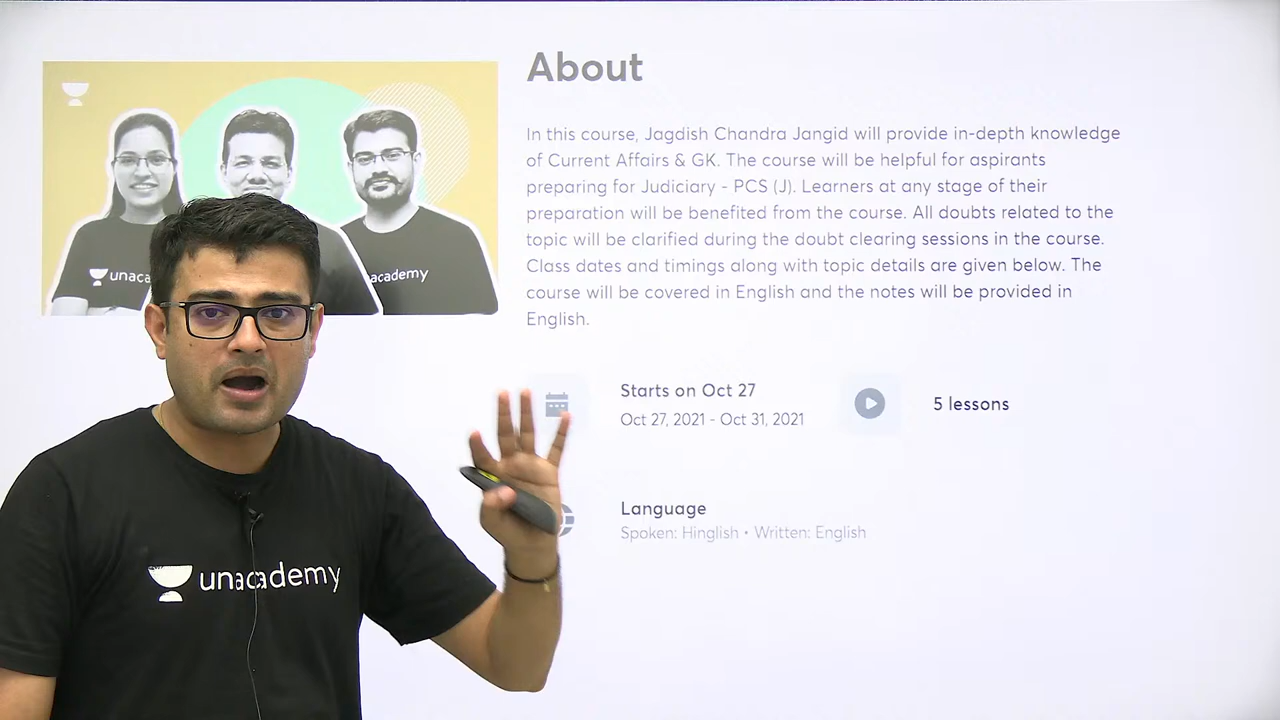 About
In this course, Jagdish Chandra Jangid will provide in-depth knowledge
of Current Affairs & GK. The course will be helpful for aspirants
preparing for Judiciary - PCS (J). Learners at any stage of their
preparation will be benefited from the course. All doubts related to the
topic will be clarified during the doubt clearing sessions in the course.
Class dates and timings along with topic details are given below. The
course will be covered in English and the notes will be provided in
English.
Starts on Oct 27
Oct 27, 2021 - Oct 31, 2021
5 lessons
Language
Spoken: Hinglish • Written: English
unacademy